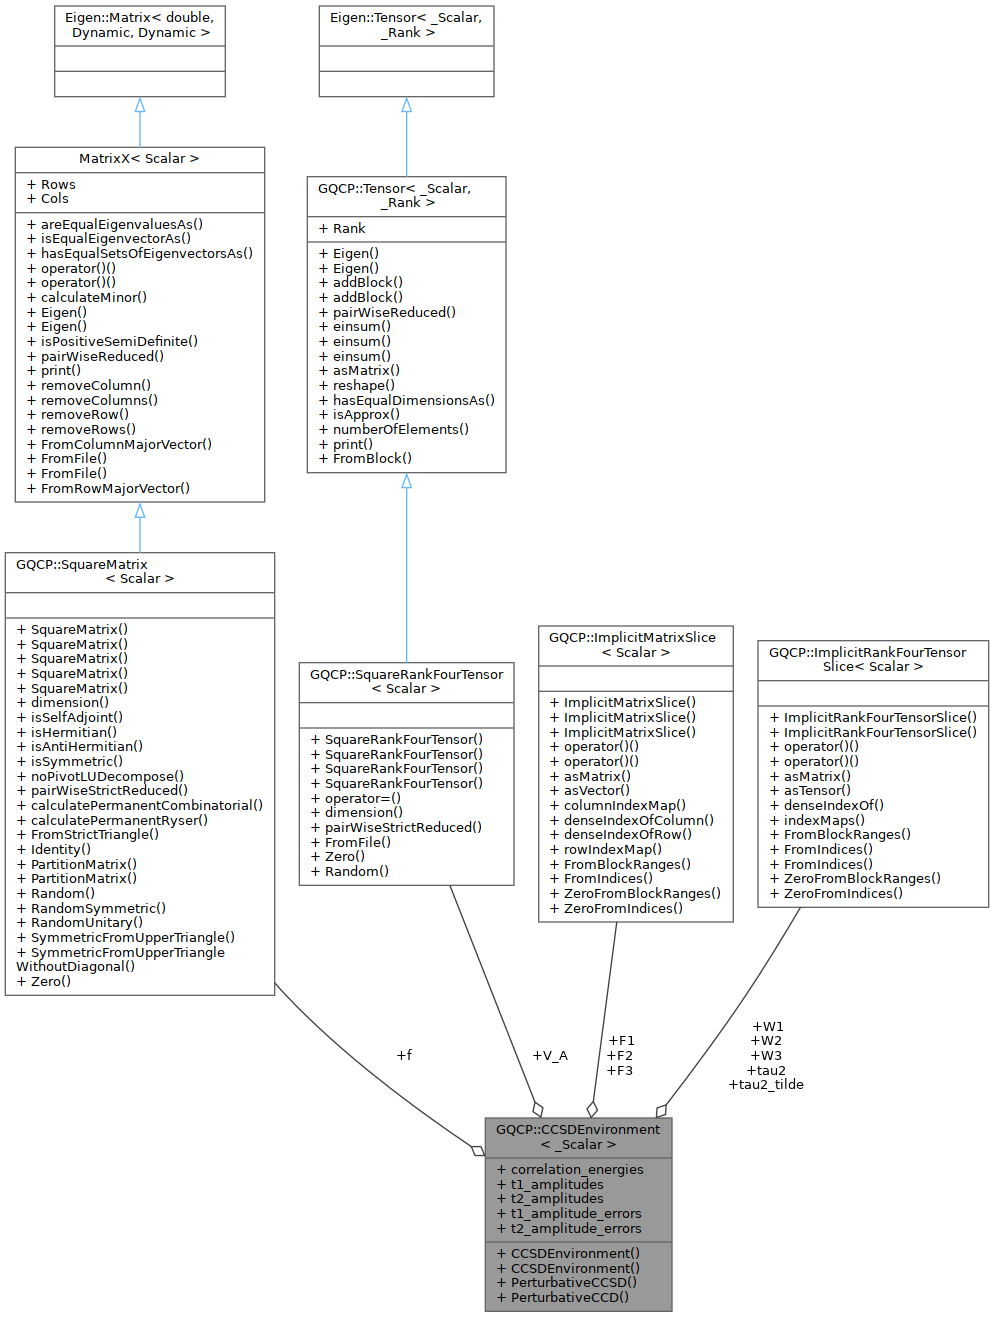 Eigen::Matrix< double,
Dynamic, Dynamic >
Eigen::Tensor< _Scalar,
_Rank >
MatrixX< Scalar >
+ Rows
+ Cols
+ areEqualEigenvaluesAs()
+ isEqualEigenvectorAs()
+ hasEqualSetsOfEigenvectorsAs()
+ operator()()
+ operator()()
+ calculateMinor()
+ Eigen()
+ Eigen()
+ isPositiveSemiDefinite()
+ pairWiseReduced()
+ print()
+ removeColumn()
+ removeColumns()
+ removeRow()
+ removeRows()
+ FromColumnMajorVector()
+ FromFile()
+ FromFile()
+ FromRowMajorVector()
GQCP::Tensor< _Scalar,
_Rank >
+ Rank
+ Eigen()
+ Eigen()
+ addBlock()
+ addBlock()
+ pairWiseReduced()
+ einsum()
+ einsum()
+ einsum()
+ asMatrix()
+ reshape()
+ hasEqualDimensionsAs()
+ isApprox()
+ numberOfElements()
+ print()
+ FromBlock()
GQCP::SquareMatrix
< Scalar >
+ SquareMatrix()
+ SquareMatrix()
+ SquareMatrix()
+ SquareMatrix()
+ SquareMatrix()
+ dimension()
+ isSelfAdjoint()
+ isHermitian()
+ isAntiHermitian()
+ isSymmetric()
+ noPivotLUDecompose()
+ pairWiseStrictReduced()
+ calculatePermanentCombinatorial()
+ calculatePermanentRyser()
+ FromStrictTriangle()
+ Identity()
+ PartitionMatrix()
+ PartitionMatrix()
+ Random()
+ RandomSymmetric()
+ RandomUnitary()
+ SymmetricFromUpperTriangle()
+ SymmetricFromUpperTriangle
WithoutDiagonal()
+ Zero()
GQCP::SquareRankFourTensor
< Scalar >
+ SquareRankFourTensor()
+ SquareRankFourTensor()
+ SquareRankFourTensor()
+ SquareRankFourTensor()
+ operator=()
+ dimension()
+ pairWiseStrictReduced()
+ FromFile()
+ Zero()
+ Random()
GQCP::ImplicitMatrixSlice
< Scalar >
+ ImplicitMatrixSlice()
+ ImplicitMatrixSlice()
+ ImplicitMatrixSlice()
+ operator()()
+ operator()()
+ asMatrix()
+ asVector()
+ columnIndexMap()
+ denseIndexOfColumn()
+ denseIndexOfRow()
+ rowIndexMap()
+ FromBlockRanges()
+ FromIndices()
+ ZeroFromBlockRanges()
+ ZeroFromIndices()
GQCP::ImplicitRankFourTensor
Slice< Scalar >
+ ImplicitRankFourTensorSlice()
+ ImplicitRankFourTensorSlice()
+ operator()()
+ operator()()
+ asMatrix()
+ asTensor()
+ denseIndexOf()
+ indexMaps()
+ FromBlockRanges()
+ FromIndices()
+ FromIndices()
+ ZeroFromBlockRanges()
+ ZeroFromIndices()
+f
+V_A
+F1
+F2
+F3
+W1
+W2
+W3
+tau2
+tau2_tilde
GQCP::CCSDEnvironment
< _Scalar >
+ correlation_energies
+ t1_amplitudes
+ t2_amplitudes
+ t1_amplitude_errors
+ t2_amplitude_errors
+ CCSDEnvironment()
+ CCSDEnvironment()
+ PerturbativeCCSD()
+ PerturbativeCCD()